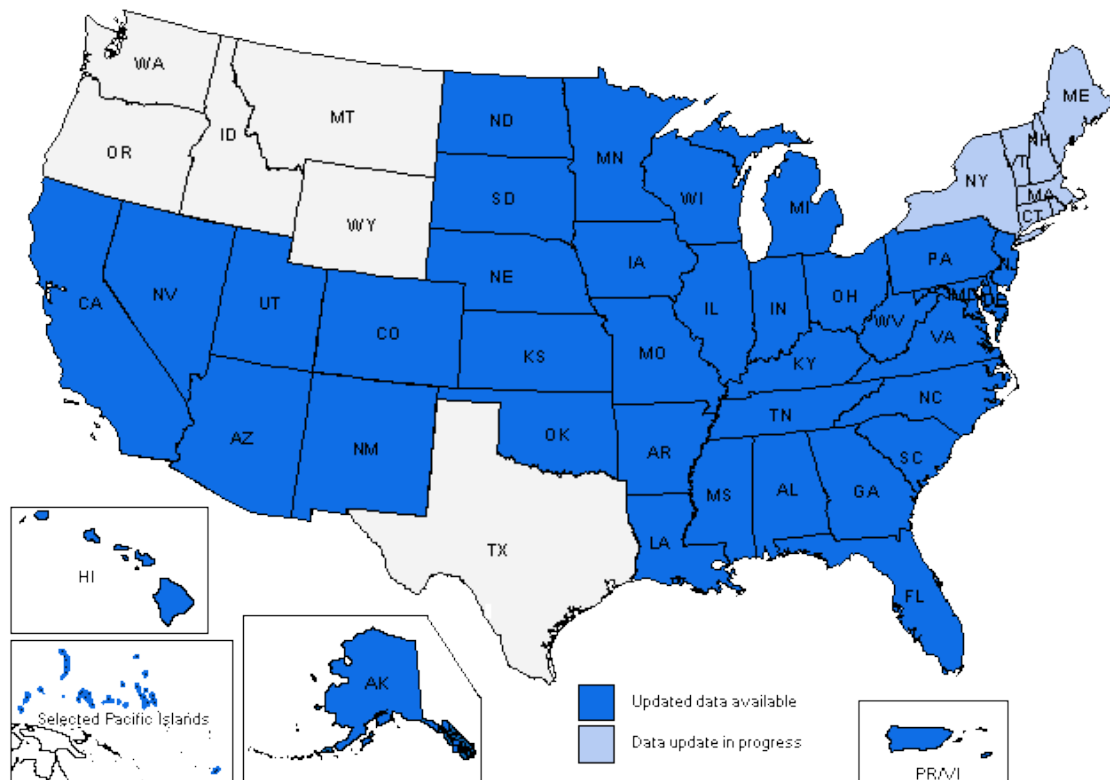 WA
MT
ND
ME
OR
ID
MN
NH
VT
NY
WI
MI
MA
SD
CT
WY
IA
NE
PA
NJ
CA
NV
UT
CO
IL
IN
OH
MD
DE
WV
VA
KS
MO
KY
NC
TN
AZ
NM
OK
AR
SC
MS
AL
GA
TX
LA
HI
FL
AK
Selected Pacific Islands
Updated data available
Data update in progress
PR/VI